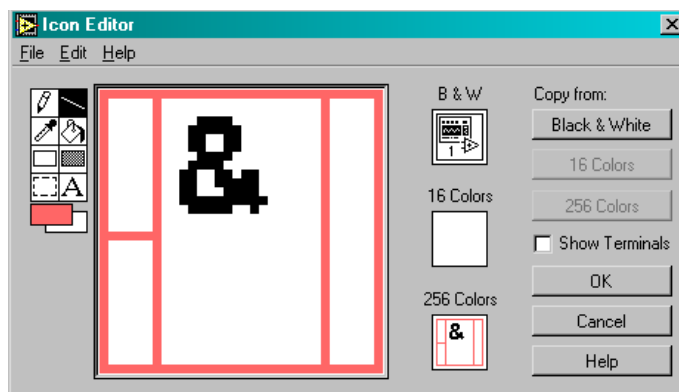 Icon Editor
File Edit Help
A
&
B & W
1
16 Colors
256 Colors
&
Copy from:
Black & White
16 Colors
256 Colors
Show Terminals
OK
Cancel
Help